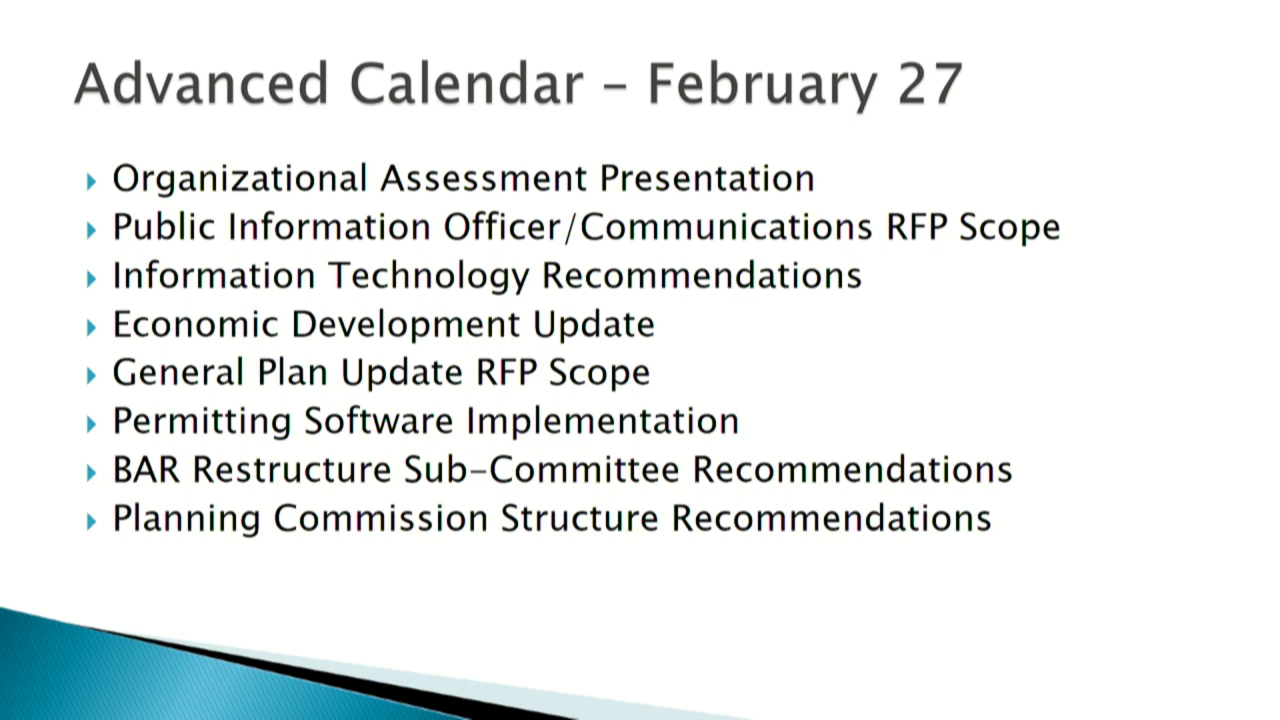 Advanced Calendar – February 27
Organizational Assessment Presentation
Public Information Officer/Communications RFP Scope
Information Technology Recommendations
Economic Development Update
General Plan Update RFP Scope
Permitting Software Implementation
BAR Restructure Sub-Committee Recommendations
Planning Commission Structure Recommendations